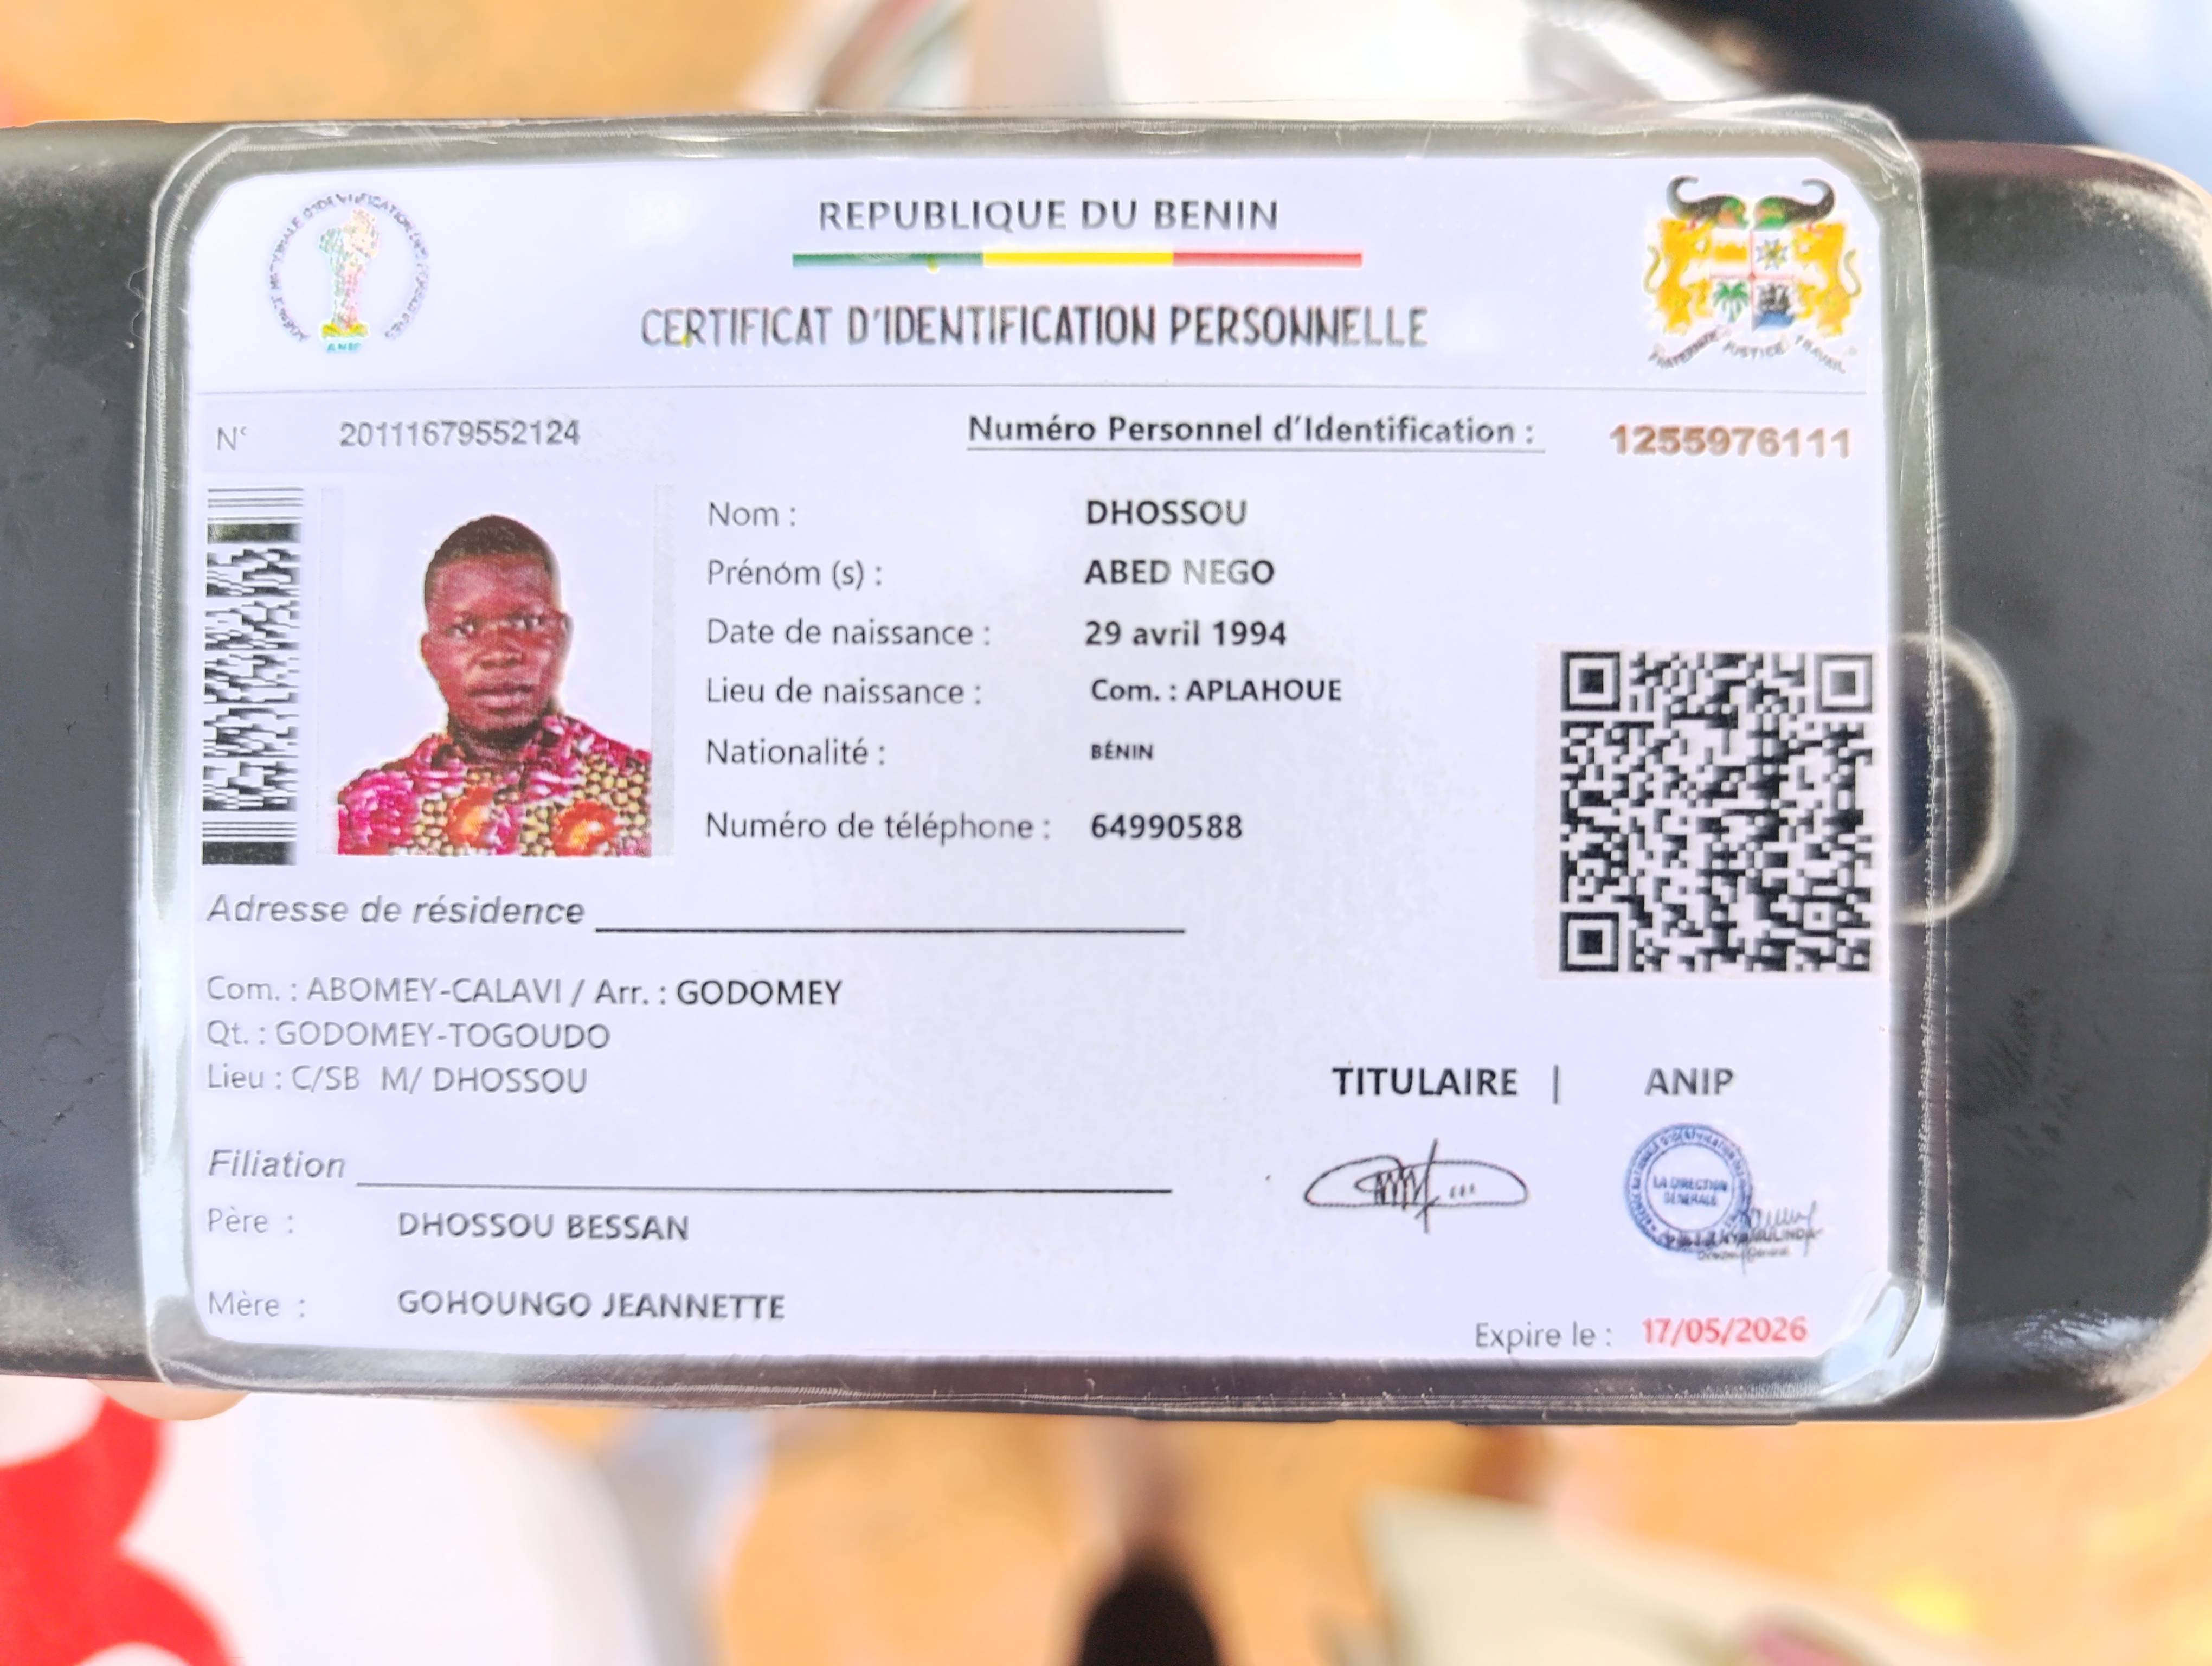 REPUBLIQUE DU BENIN
CERTIFICAT D'IDENTIFICATION PERSONNELLE
ANIP
FRATERNITE JUSTICE TRAVAIL
N° 20111679552124 Numéro Personnel d'Identification : 1255976111
Nom : DHOSSOU
Prénom (s) : ABED NEGO
Date de naissance : 29 avril 1994
Lieu de naissance : Com. : APLAHOUE
Nationalité : BÉNIN
Numéro de téléphone : 64990588
Adresse de résidence
Com. : ABOMEY-CALAVI / Arr. : GODOMEY
Qt. : GODOMEY-TOGOUDO
Lieu : C/SB M/ DHOSSOU
TITULAIRE | ANIP
LA DIRECTION
GENERALE
Filiation
Père : DHOSSOU BESSAN
Mère : GOHOUNGO JEANNETTE
Expire le : 17/05/2026